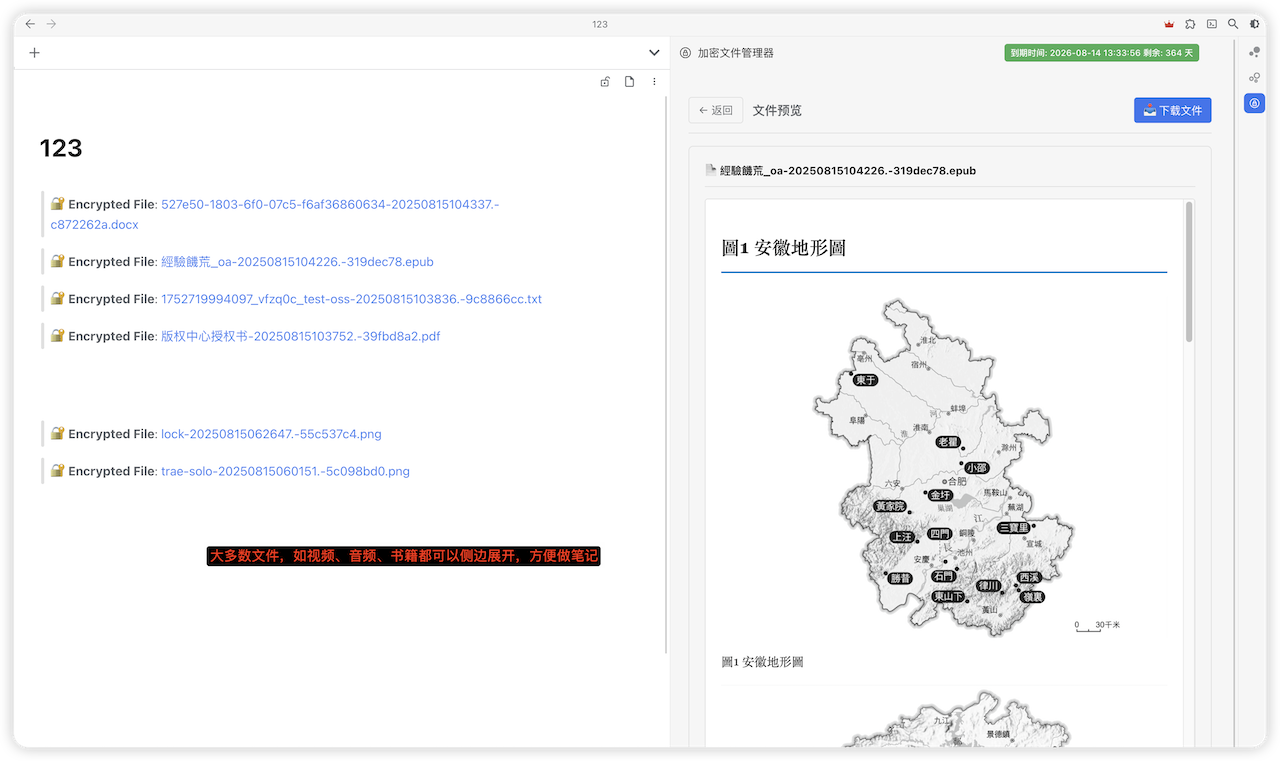 123
加密文件管理器
到期时间: 2026-08-14 13:33:56 剩余: 364 天
← 返回
文件预览
下载文件
123
Encrypted File: 527e50-1803-6f0-07c5-f6af36860634-20250815104337.-
c872262a.docx
Encrypted File: 經驗饑荒_oa-20250815104226.-319dec78.epub
Encrypted File: 1752719994097_vfzq0c_test-oss-20250815103836.-9c8866cc.txt
Encrypted File: 版权中心授权书-20250815103752.-39fbd8a2.pdf
Encrypted File: lock-20250815062647.-55c537c4.png
Encrypted File: trae-solo-20250815060151.-5c098bd0.png
大多数文件，如视频、音频、书籍都可以侧边展开，方便做笔记
經驗饑荒_oa-20250815104226.-319dec78.epub
圖1 安徽地形圖
淮北
亳州
宿州
東于
蚌埠
阜陽
河
淮南
淮
老瞿
滁州
小邵
六安
合肥
金圩
馬鞍山
黃家院
巢湖
蕪湖
江
三寶里
上汪
四門
銅陵
宣城
長
池州
安慶
勝昔
石門
律川
西溪
東山下
嶺裏
黃山
0 30千米
圖1 安徽地形圖
九江
景德鎮